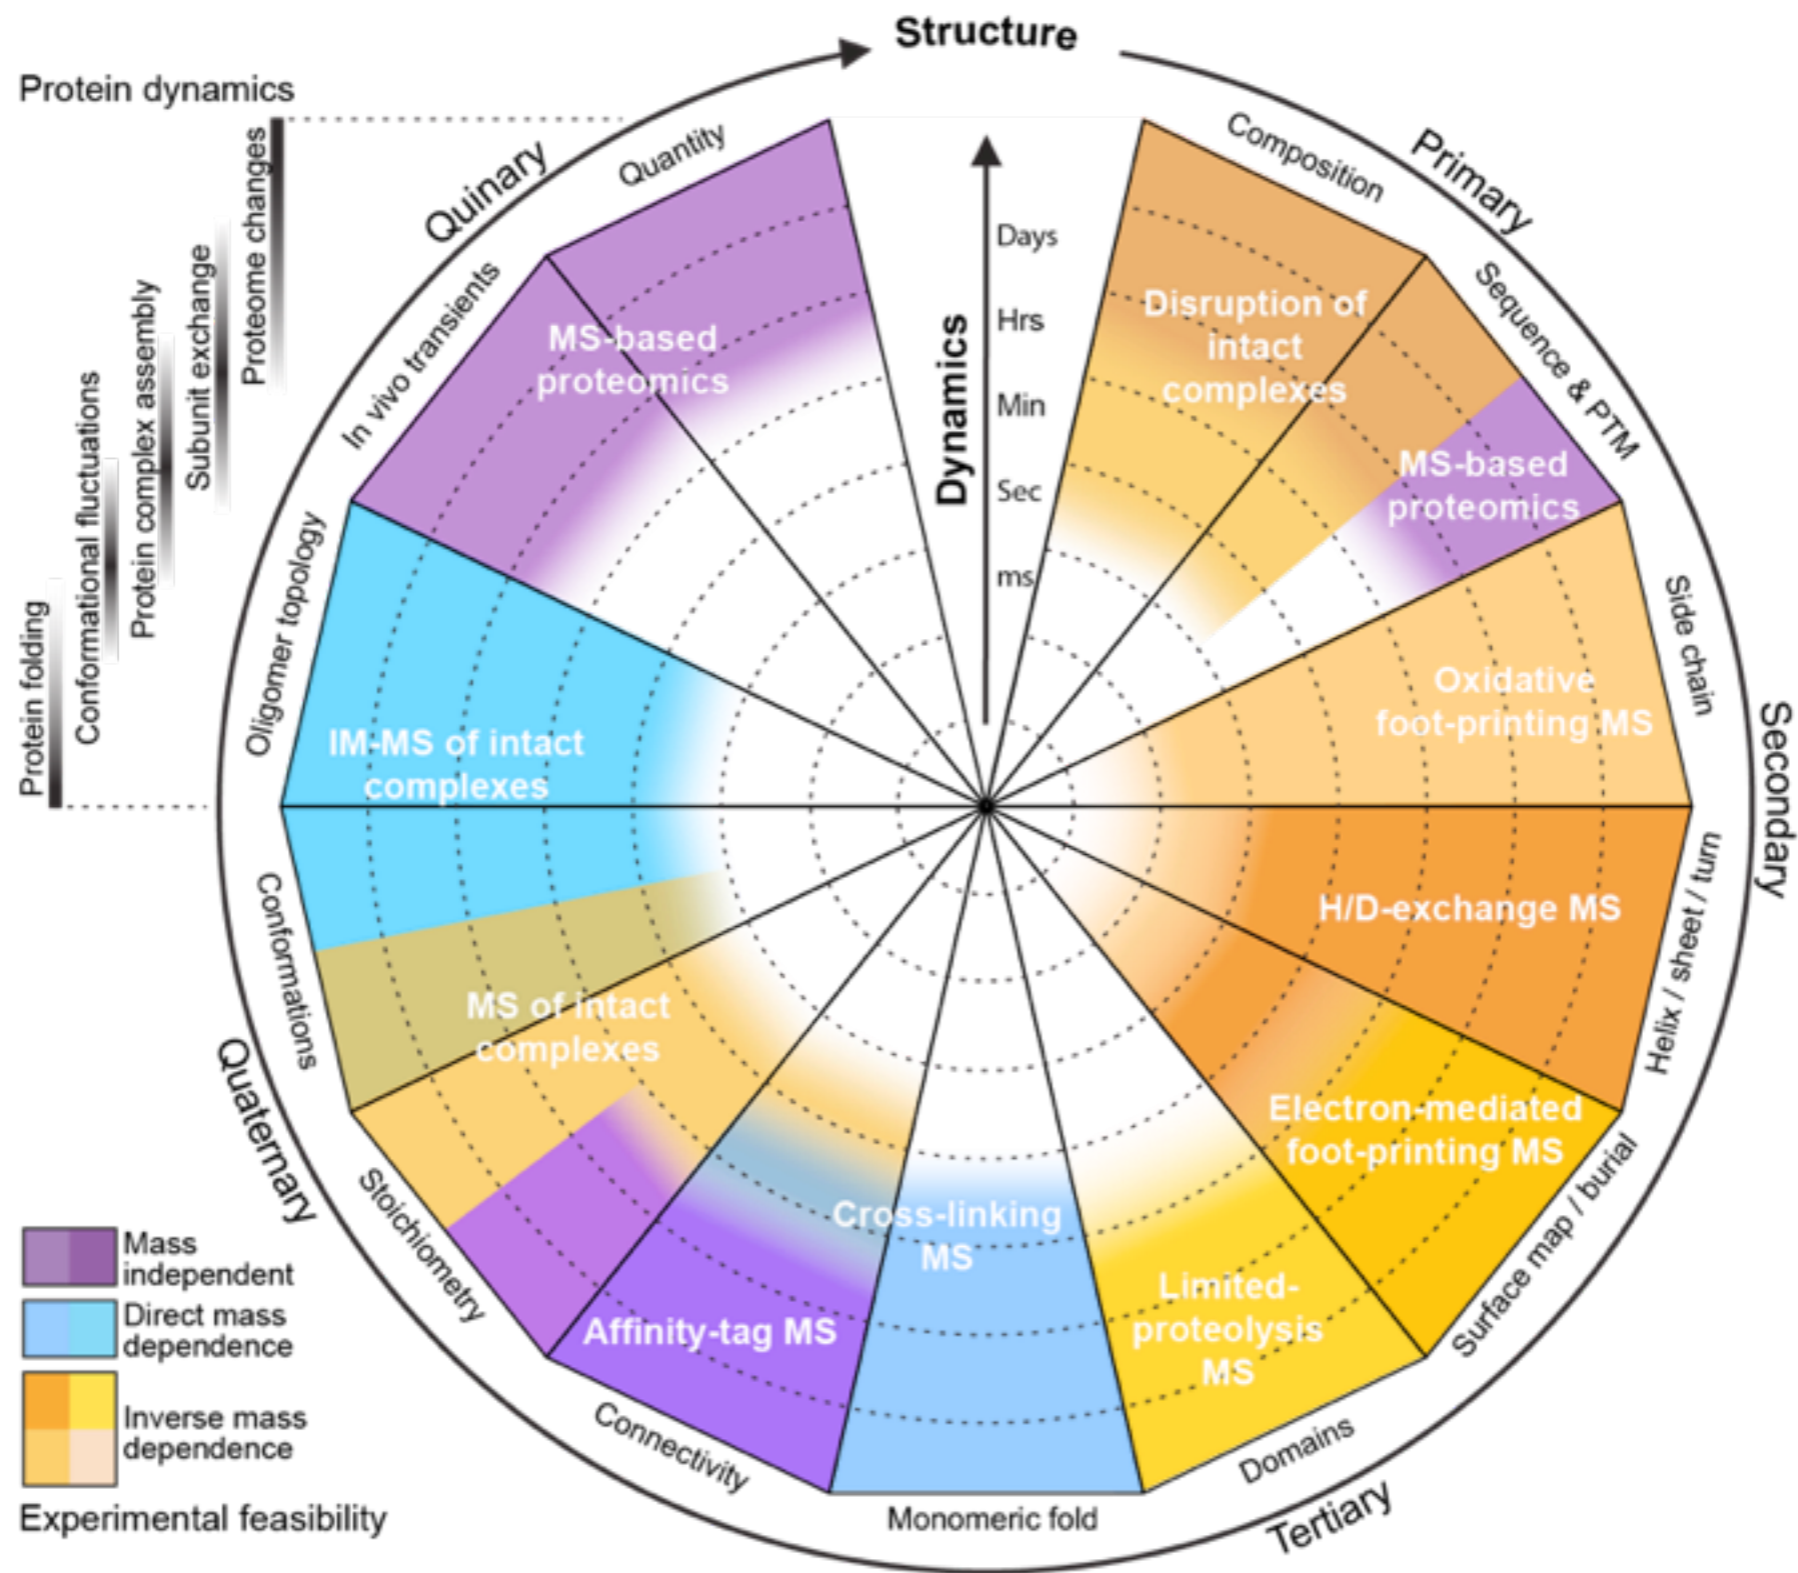 Structure
Protein dynamics
Proteome changes
Subunit exchange
Protein complex assembly
Conformational fluctuations
Protein folding
Quinary
Quantity
In vivo transients
MS-based
proteomics
Dynamics
Days
Hrs
Min
Sec
ms
Primary
Composition
Sequence & PTM
Disruption of
intact
complexes
MS-based
proteomics
Secondary
Side chain
Helix / sheet / turn
Oxidative
foot-printing MS
H/D-exchange MS
Tertiary
Surface map / burial
Domains
Monomeric fold
Electron-mediated
foot-printing MS
Limited-
proteolysis
MS
Cross-linking
MS
Quaternary
Connectivity
Stoichiometry
Conformations
Oligomer topology
Affinity-tag MS
MS of intact
complexes
IM-MS of intact
complexes
Mass
independent
Direct mass
dependence
Inverse mass
dependence
Experimental feasibility